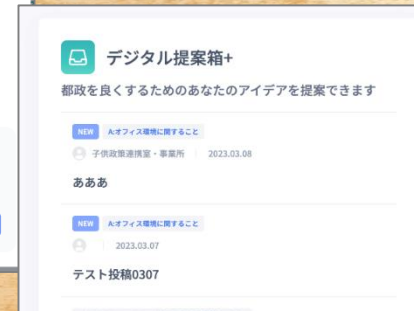 デジタル提案箱+
都政を良くするためのあなたのアイデアを提案できます
NEW A:オフィス環境に関すること
子供政策連携室・事業所 2023.03.08
あああ
NEW A:オフィス環境に関すること
2023.03.07
テスト投稿0307